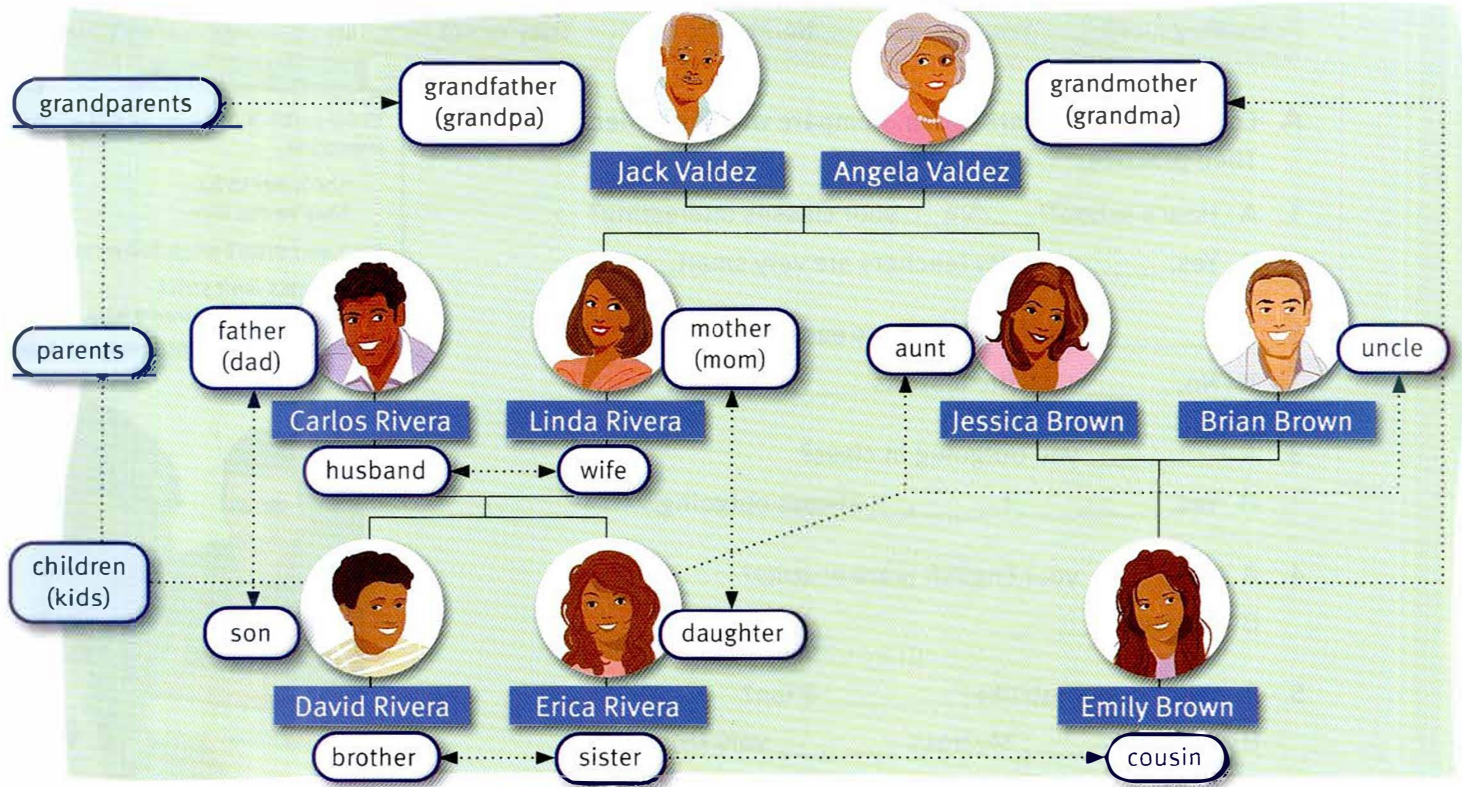 grandparents
grandfather
(grandpa)
grandmother
(grandma)
Jack Valdez
Angela Valdez
parents
father
(dad)
mother
(mom)
aunt
uncle
Carlos Rivera
Linda Rivera
Jessica Brown
Brian Brown
husband
wife
children
(kids)
son
daughter
David Rivera
Erica Rivera
Emily Brown
brother
sister
cousin